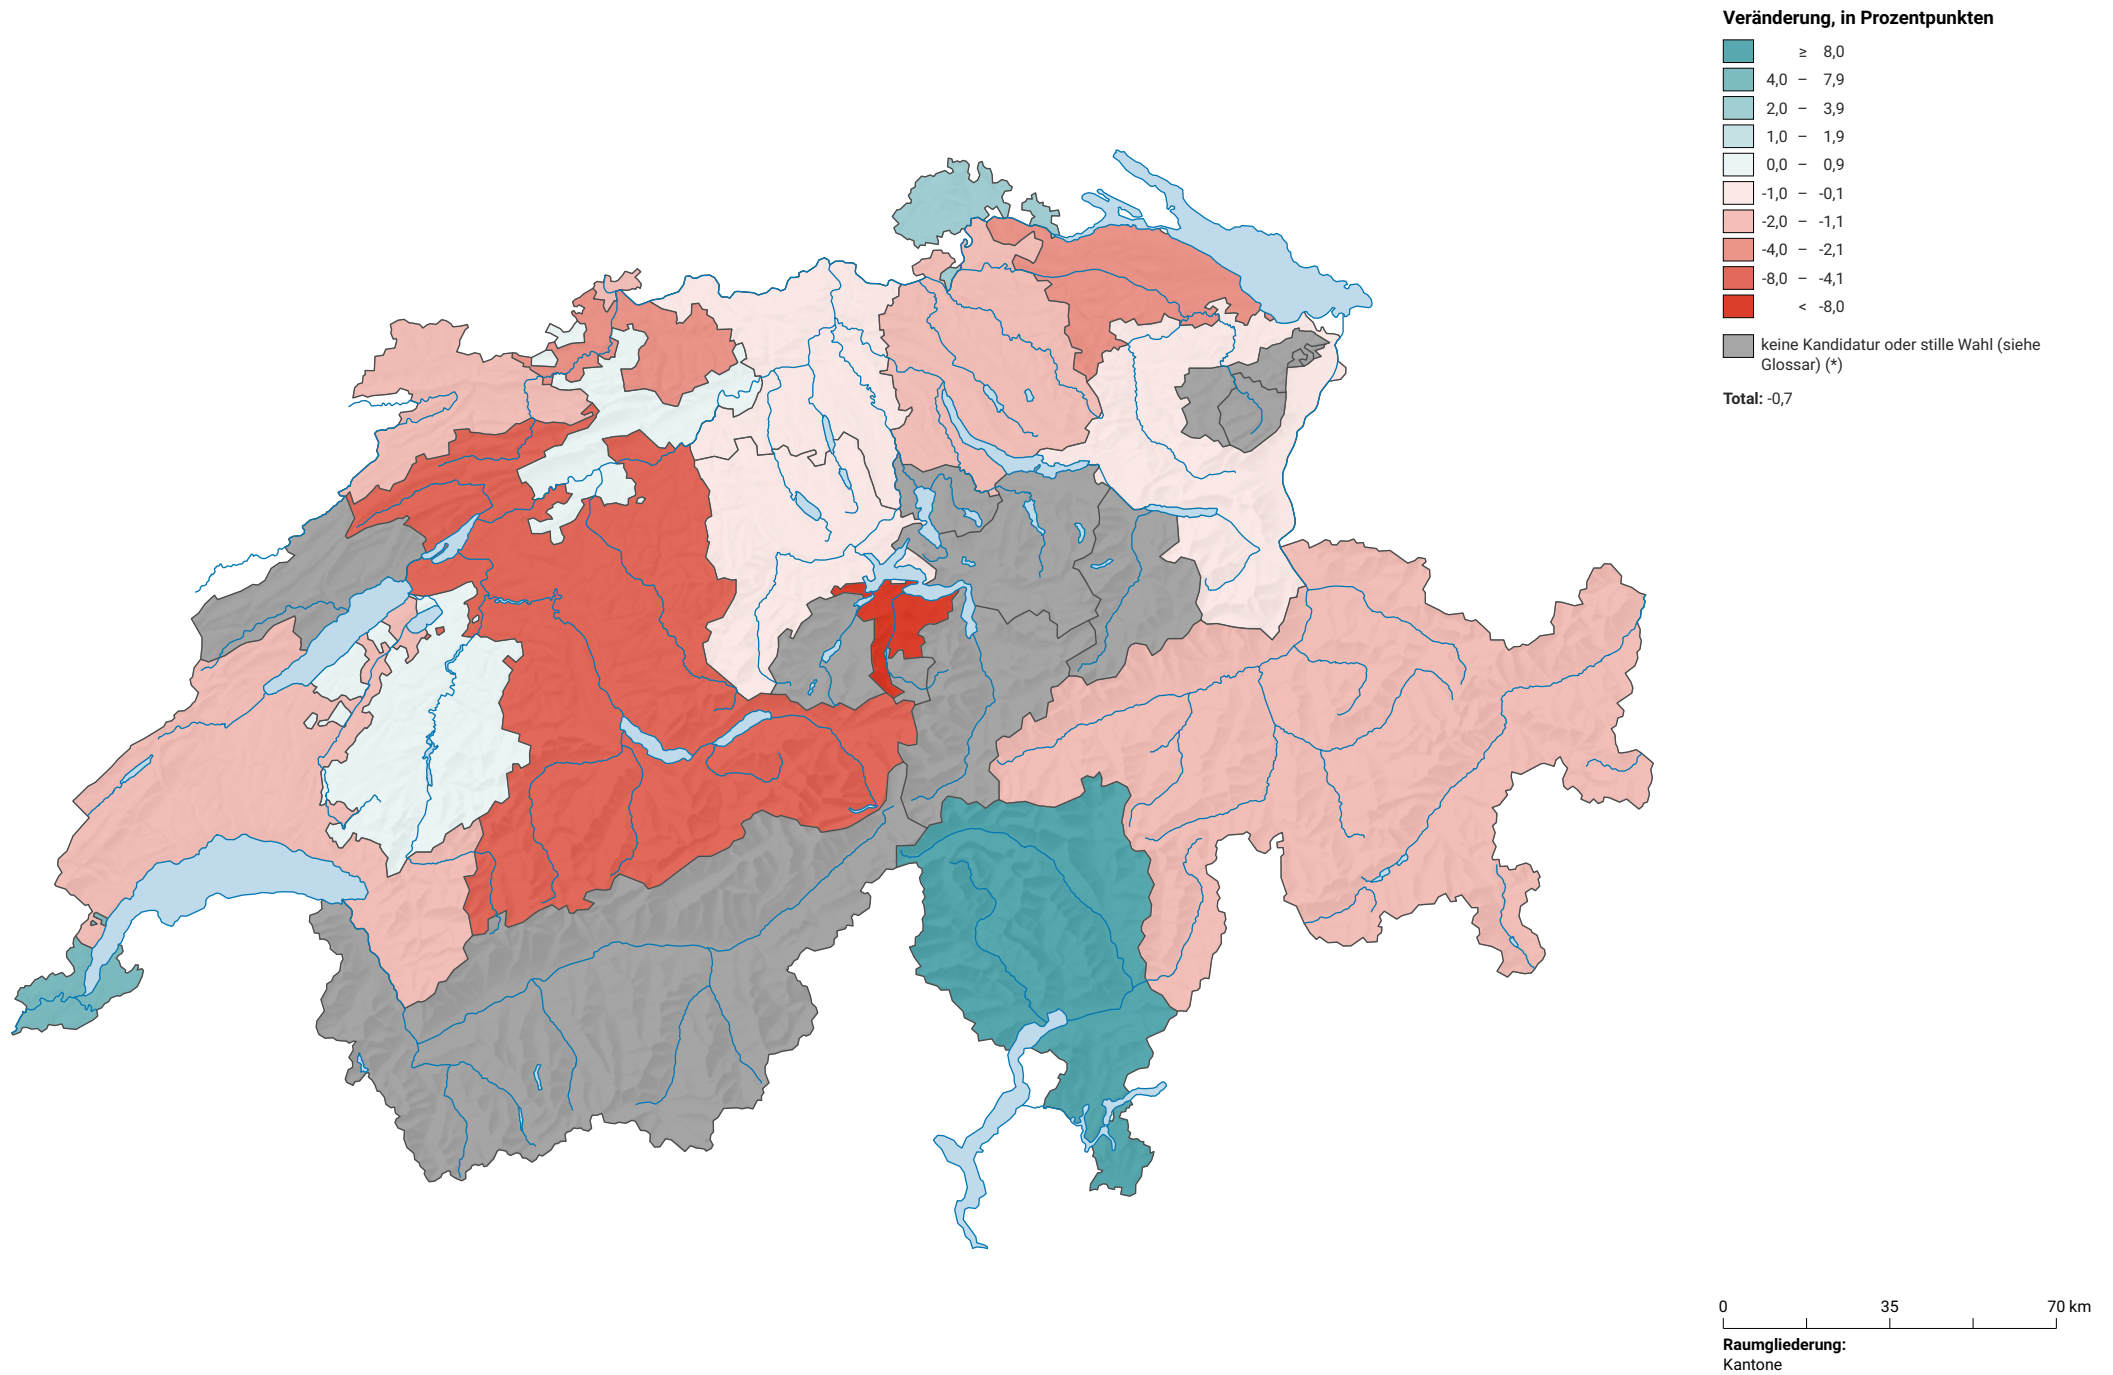 Veränderung, in Prozentpunkten
≥ 8,0
4,0 – 7,9
2,0 – 3,9
1,0 – 1,9
0,0 – 0,9
-1,0 – -0,1
-2,0 – -1,1
-4,0 – -2,1
-8,0 – -4,1
< -8,0
keine Kandidatur oder stille Wahl (siehe
Glossar) (*)
Total: -0,7
0 35 70 km
Raumgliederung:
Kantone